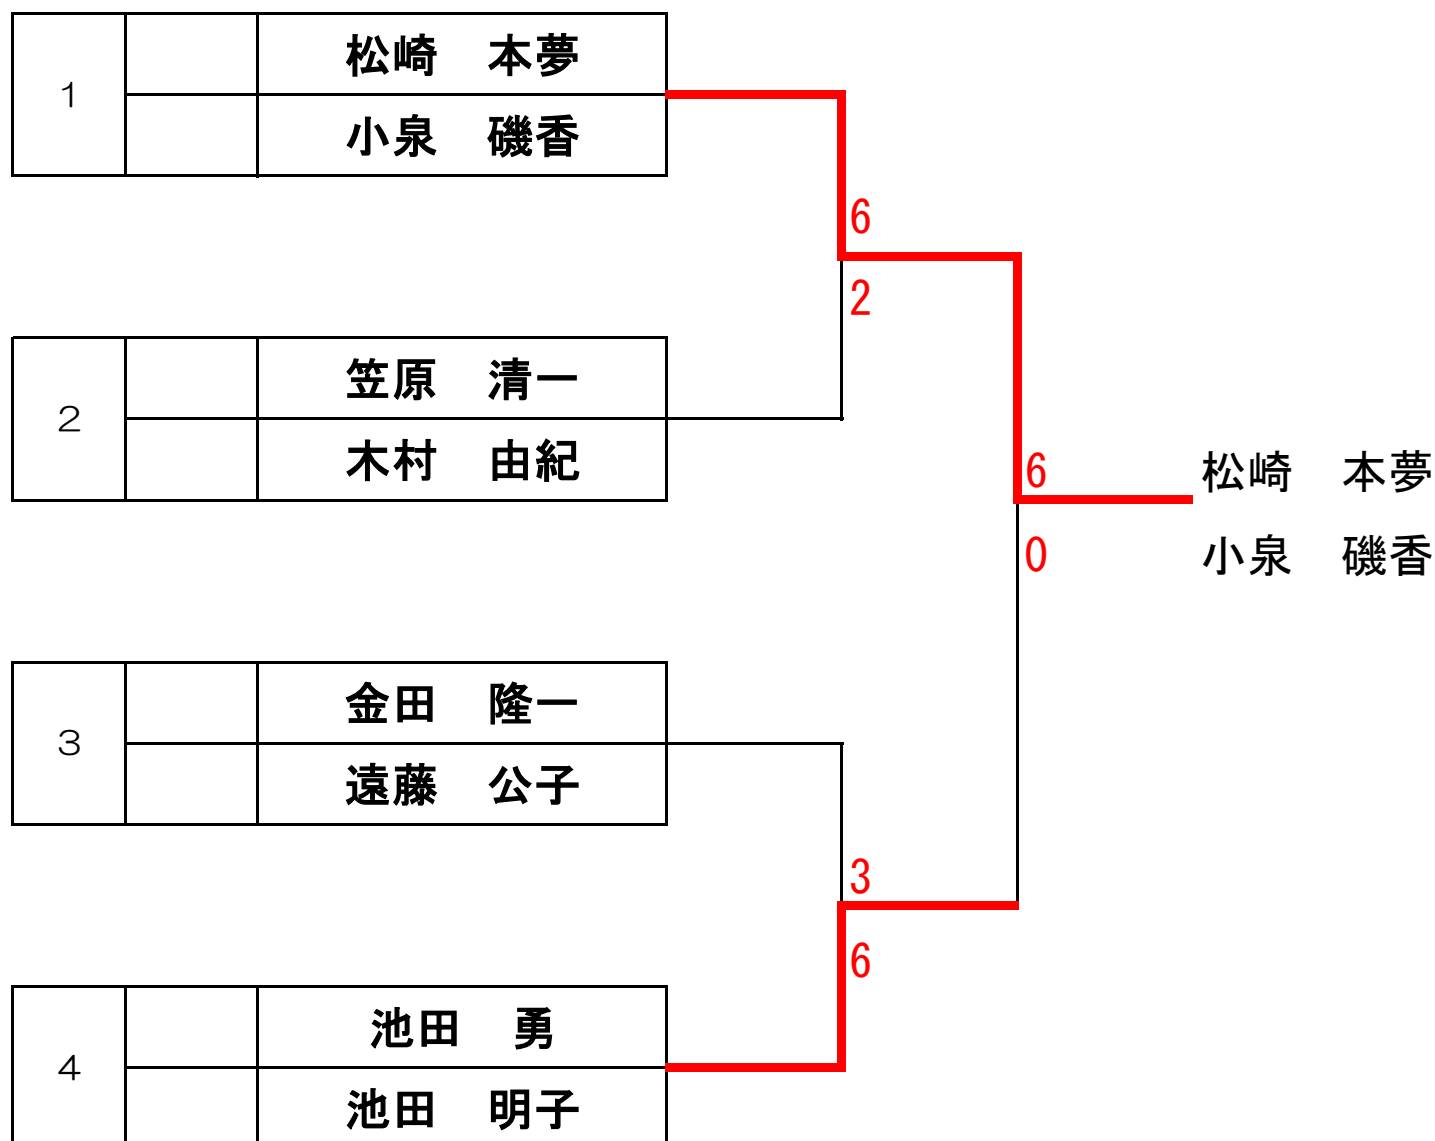 松崎　本夢
１
小泉　磯香
6
2
笠原　清一
２
木村　由紀
6
松崎　本夢
0
小泉　磯香
金田　隆一
３
遠藤　公子
3
6
池田　勇
４
池田　明子